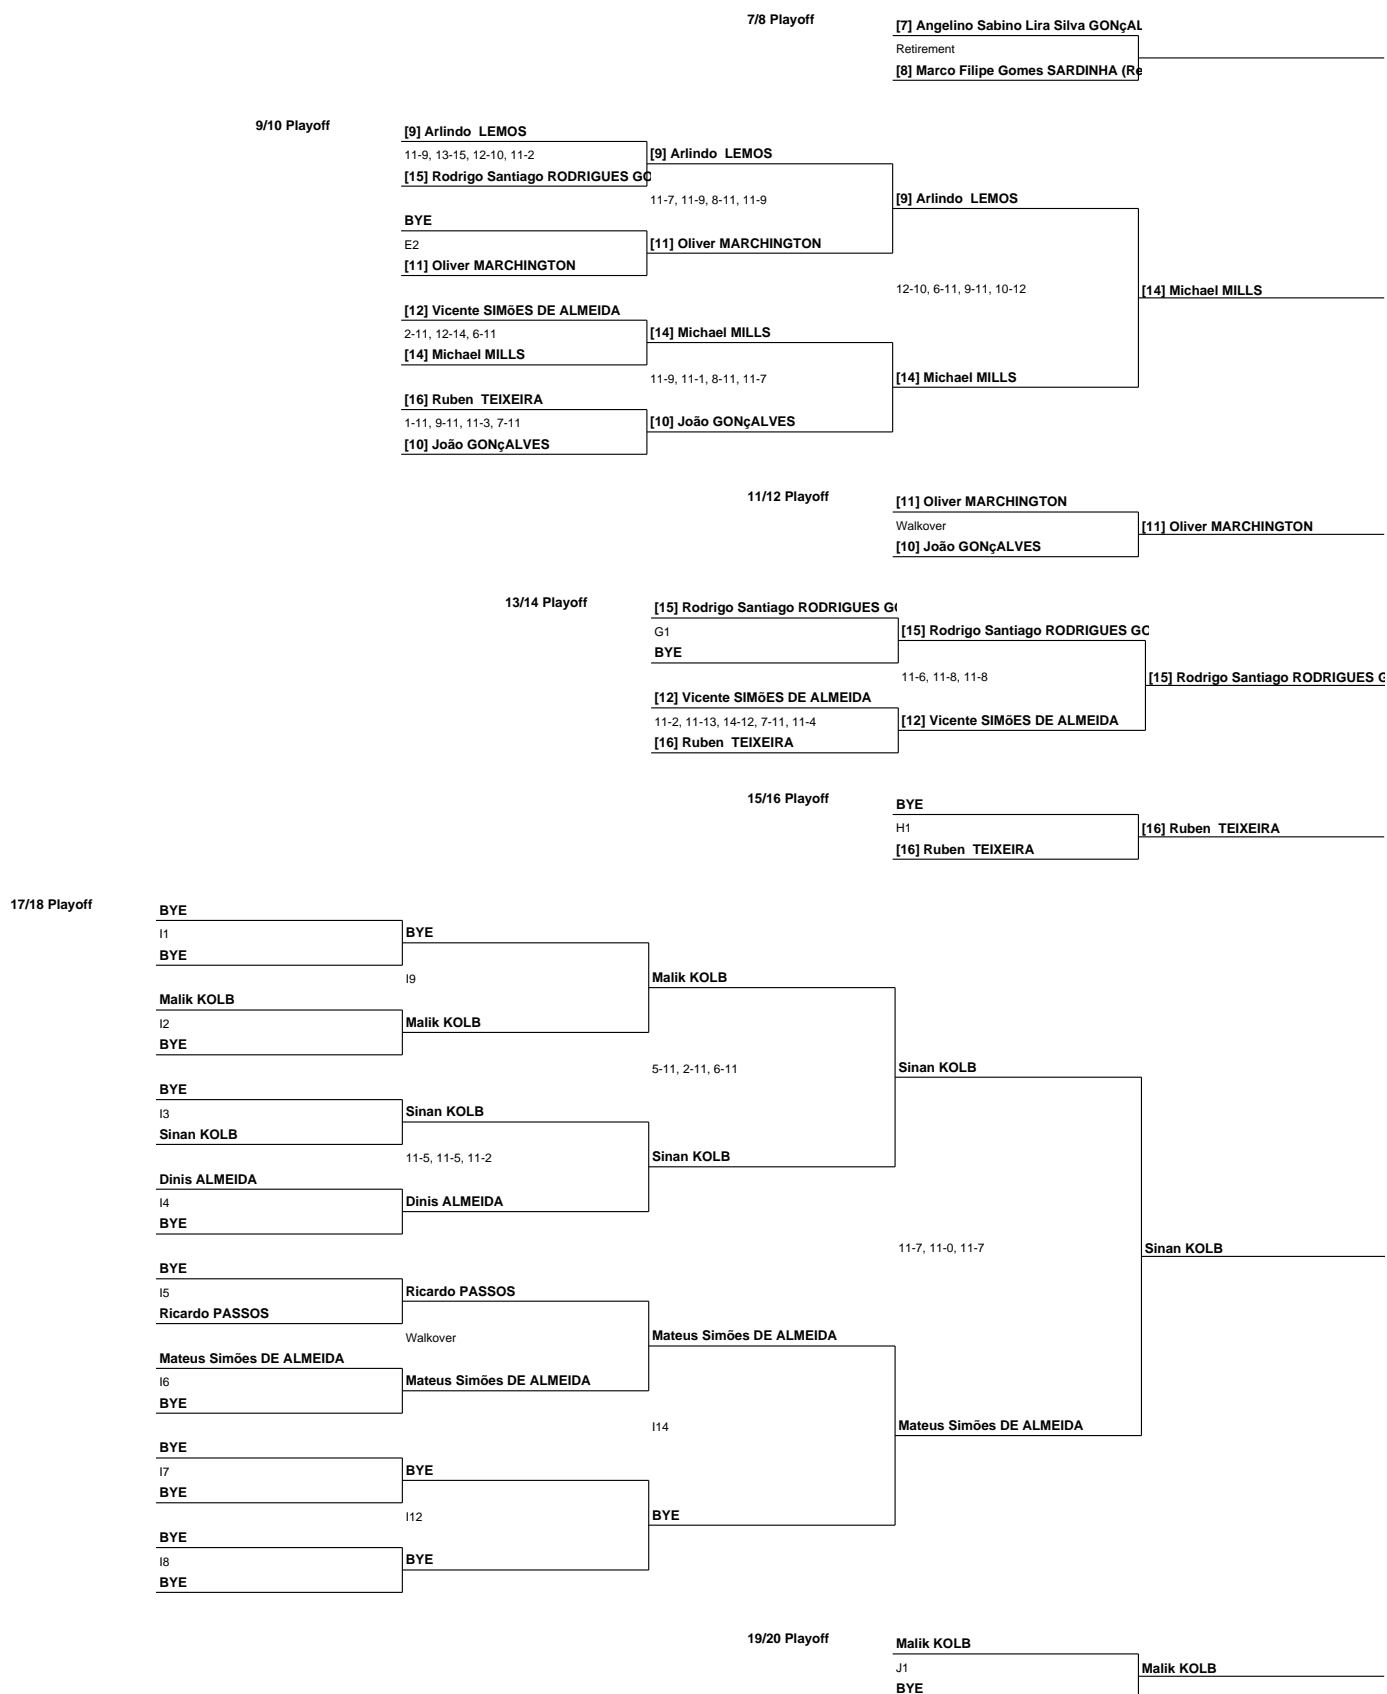 7/8 Playoff
[7] Angelino Sabino Lira Silva GONçAL
Retirement
[8] Marco Filipe Gomes SARDINHA (Re
9/10 Playoff
[9] Arlindo LEMOS
11-9, 13-15, 12-10, 11-2
[9] Arlindo LEMOS
[15] Rodrigo Santiago RODRIGUES GO
11-7, 11-9, 8-11, 11-9
[9] Arlindo LEMOS
BYE
E2
[11] Oliver MARCHINGTON
[11] Oliver MARCHINGTON
12-10, 6-11, 9-11, 10-12
[14] Michael MILLS
[12] Vicente SIMõES DE ALMEIDA
2-11, 12-14, 6-11
[14] Michael MILLS
[14] Michael MILLS
11-9, 11-1, 8-11, 11-7
[14] Michael MILLS
[16] Ruben TEIXEIRA
1-11, 9-11, 11-3, 7-11
[10] João GONçALVES
[10] João GONçALVES
11/12 Playoff
[11] Oliver MARCHINGTON
Walkover
[11] Oliver MARCHINGTON
[10] João GONçALVES
13/14 Playoff
[15] Rodrigo Santiago RODRIGUES G
G1
[15] Rodrigo Santiago RODRIGUES GO
BYE
11-6, 11-8, 11-8
[15] Rodrigo Santiago RODRIGUES G
[12] Vicente SIMõES DE ALMEIDA
11-2, 11-13, 14-12, 7-11, 11-4
[12] Vicente SIMõES DE ALMEIDA
[16] Ruben TEIXEIRA
15/16 Playoff
BYE
H1
[16] Ruben TEIXEIRA
[16] Ruben TEIXEIRA
17/18 Playoff
BYE
I1
BYE
BYE
I9
Malik KOLB
Malik KOLB
I2
Malik KOLB
BYE
5-11, 2-11, 6-11
Sinan KOLB
BYE
I3
Sinan KOLB
Sinan KOLB
11-5, 11-5, 11-2
Sinan KOLB
Dinis ALMEIDA
I4
Dinis ALMEIDA
BYE
11-7, 11-0, 11-7
Sinan KOLB
BYE
I5
Ricardo PASSOS
Ricardo PASSOS
Walkover
Mateus Simões DE ALMEIDA
Mateus Simões DE ALMEIDA
I6
Mateus Simões DE ALMEIDA
BYE
I14
Mateus Simões DE ALMEIDA
BYE
I7
BYE
BYE
I12
BYE
BYE
I8
BYE
BYE
19/20 Playoff
Malik KOLB
J1
Malik KOLB
BYE